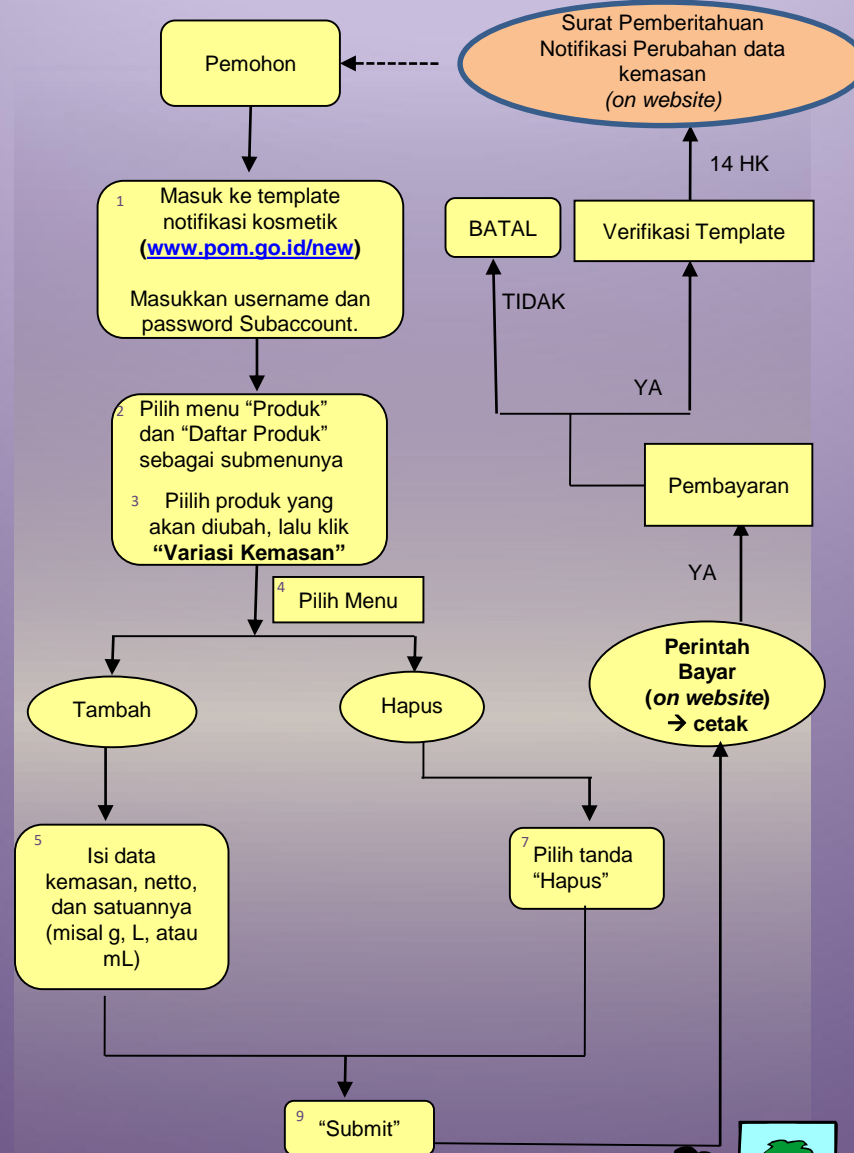 Pemohon
Surat Pemberitahuan
Notifikasi Perubahan data
kemasan
(on website)
14 HK
1
Masuk ke template
notifikasi kosmetik
(www.pom.go.id/new)
Masukkan username dan
password Subaccount.
BATAL
Verifikasi Template
TIDAK
YA
2
Pilih menu “Produk”
dan “Daftar Produk”
sebagai submenunya
3
Piilih produk yang
akan diubah, lalu klik
“Variasi Kemasan”
Pembayaran
YA
4
Pilih Menu
Perintah
Bayar
(on website)
→ cetak
Tambah
Hapus
5
Isi data
kemasan, netto,
dan satuannya
(misal g, L, atau
mL)
7
Pilih tanda
“Hapus”
9
“Submit”